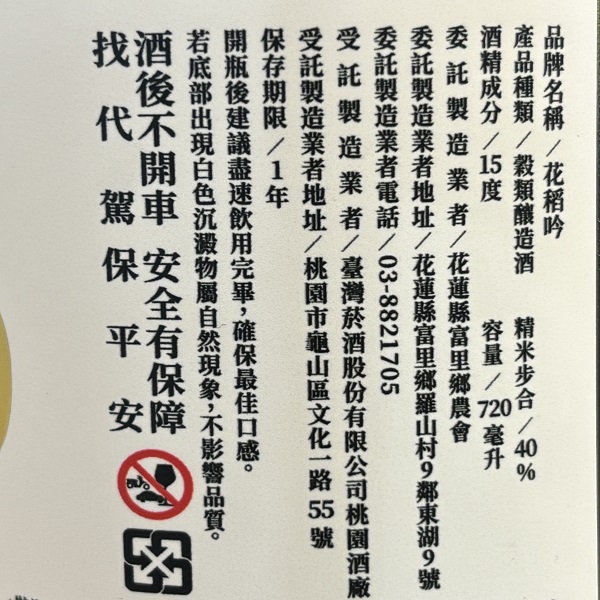 品牌名稱／花稻吟
產品種類／穀類釀造酒　精米步合／40%
酒精成分／15度　容量／720毫升
委託製造業者／花蓮縣富里鄉農會
委託製造業者地址／花蓮縣富里鄉羅山村9鄰東湖9號
委託製造業者電話／03-8821705
受託製造業者／臺灣菸酒股份有限公司桃園酒廠
受託製造業者地址／桃園市龜山區文化一路55號
保存期限／1年
開瓶後建議盡速飲用完畢，確保最佳口感。
若底部出現白色沉澱物屬自然現象，不影響品質。
酒後不開車 安全有保障
找代駕保平安